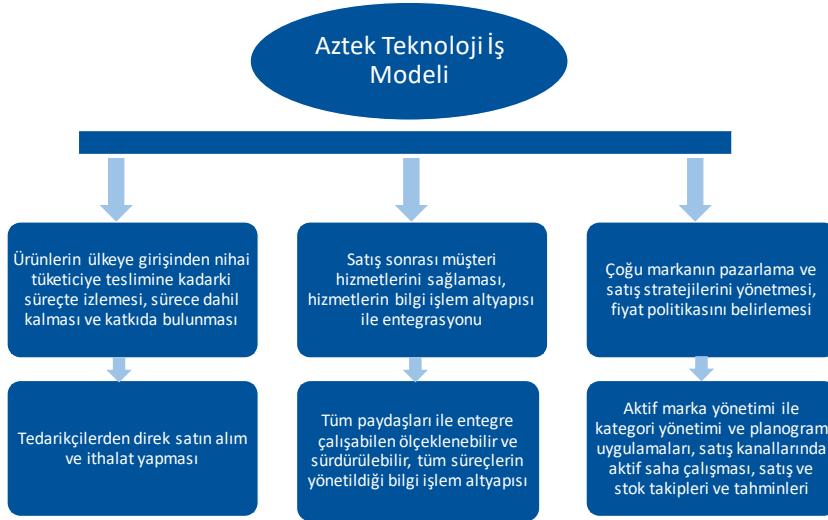 Aztek Teknoloji İş
Modeli
Ürünlerin ülkeye girişinden nihai
tüketiciye teslimine kadarki
süreçte izlemesi, sürece dahil
kalması ve katkıda bulunması
Satış sonrası müşteri
hizmetlerini sağlaması,
hizmetlerin bilgi işlem altyapısı
ile entegrasyonu
Çoğu markanın pazarlama ve
satış stratejilerini yönetmesi,
fiyat politikasını belirlemesi
Tedarikçilerden direk satın alım
ve ithalat yapması
Tüm paydaşları ile entegre
çalışabilen ölçeklenebilir ve
sürdürülebilir, tüm süreçlerin
yönetildiği bilgi işlem altyapısı
Aktif marka yönetimi ile
kategori yönetimi ve planogram
uygulamaları, satış kanallarında
aktif saha çalışması, satış ve
stok takipleri ve tahminleri